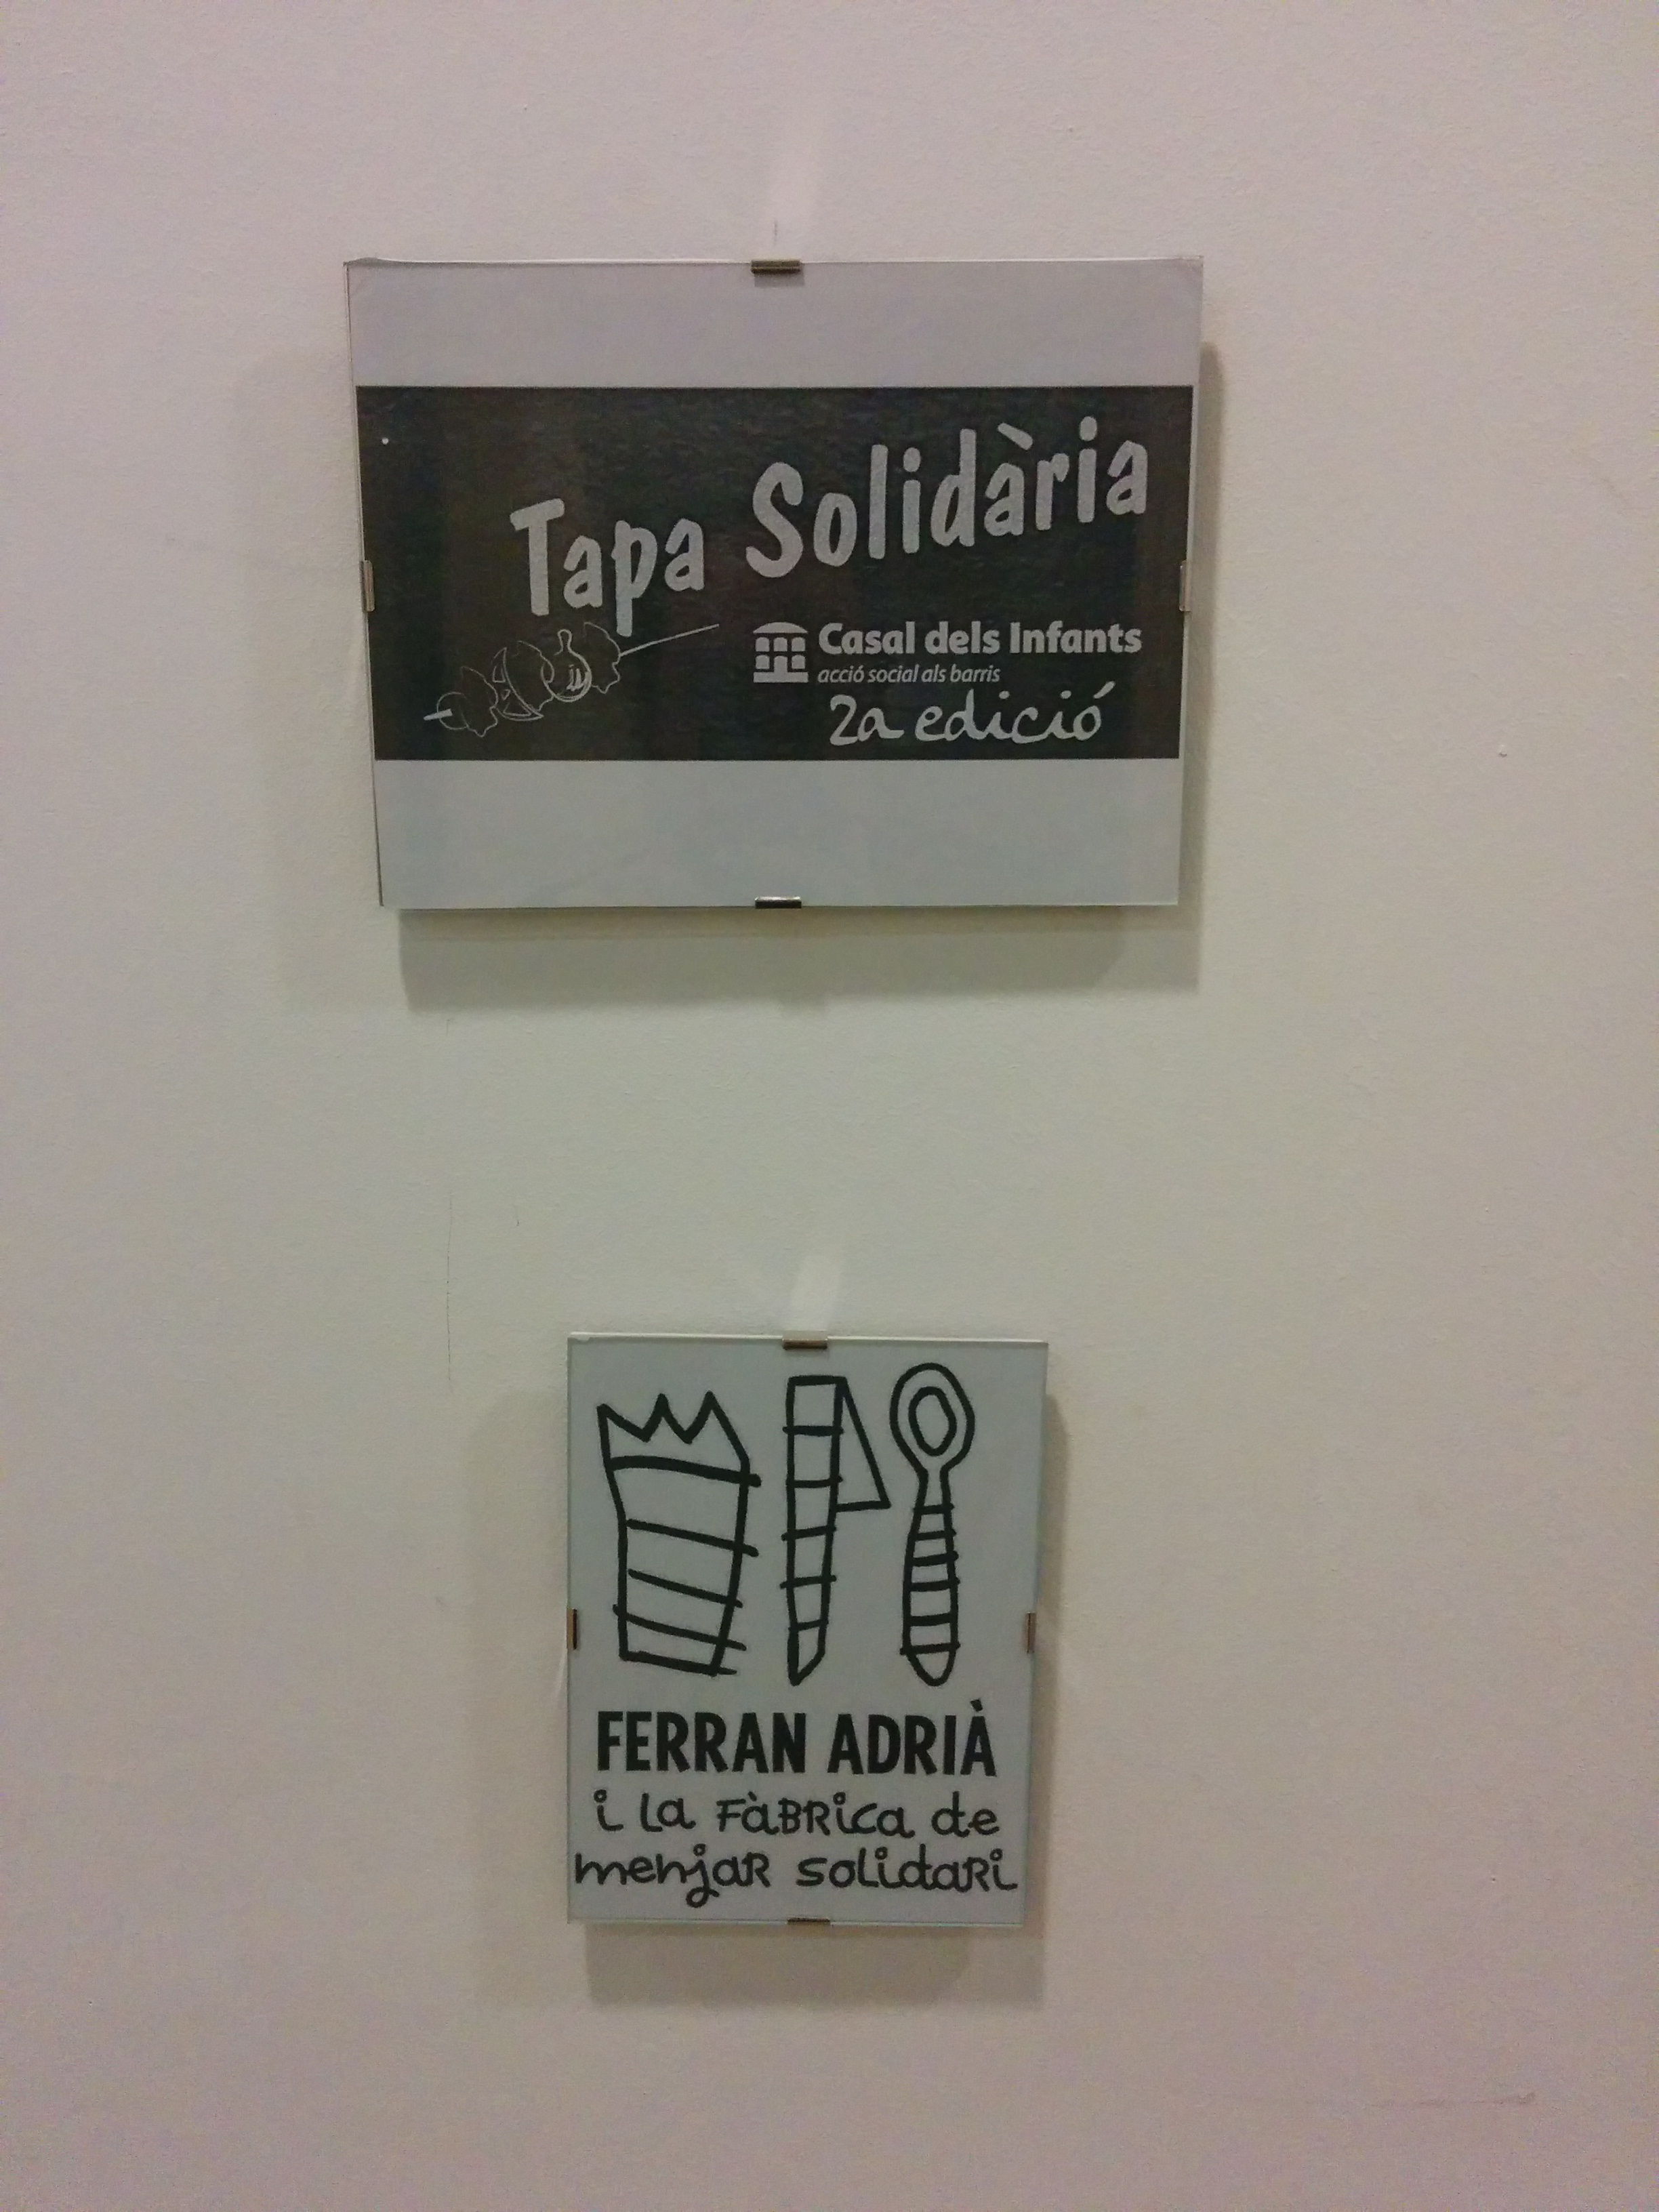 Tapa Solidària
Casal dels Infants
acció social als barris
2a edició
FERRAN ADRIÀ
i la FÀBRica de
menjaR solidaRi